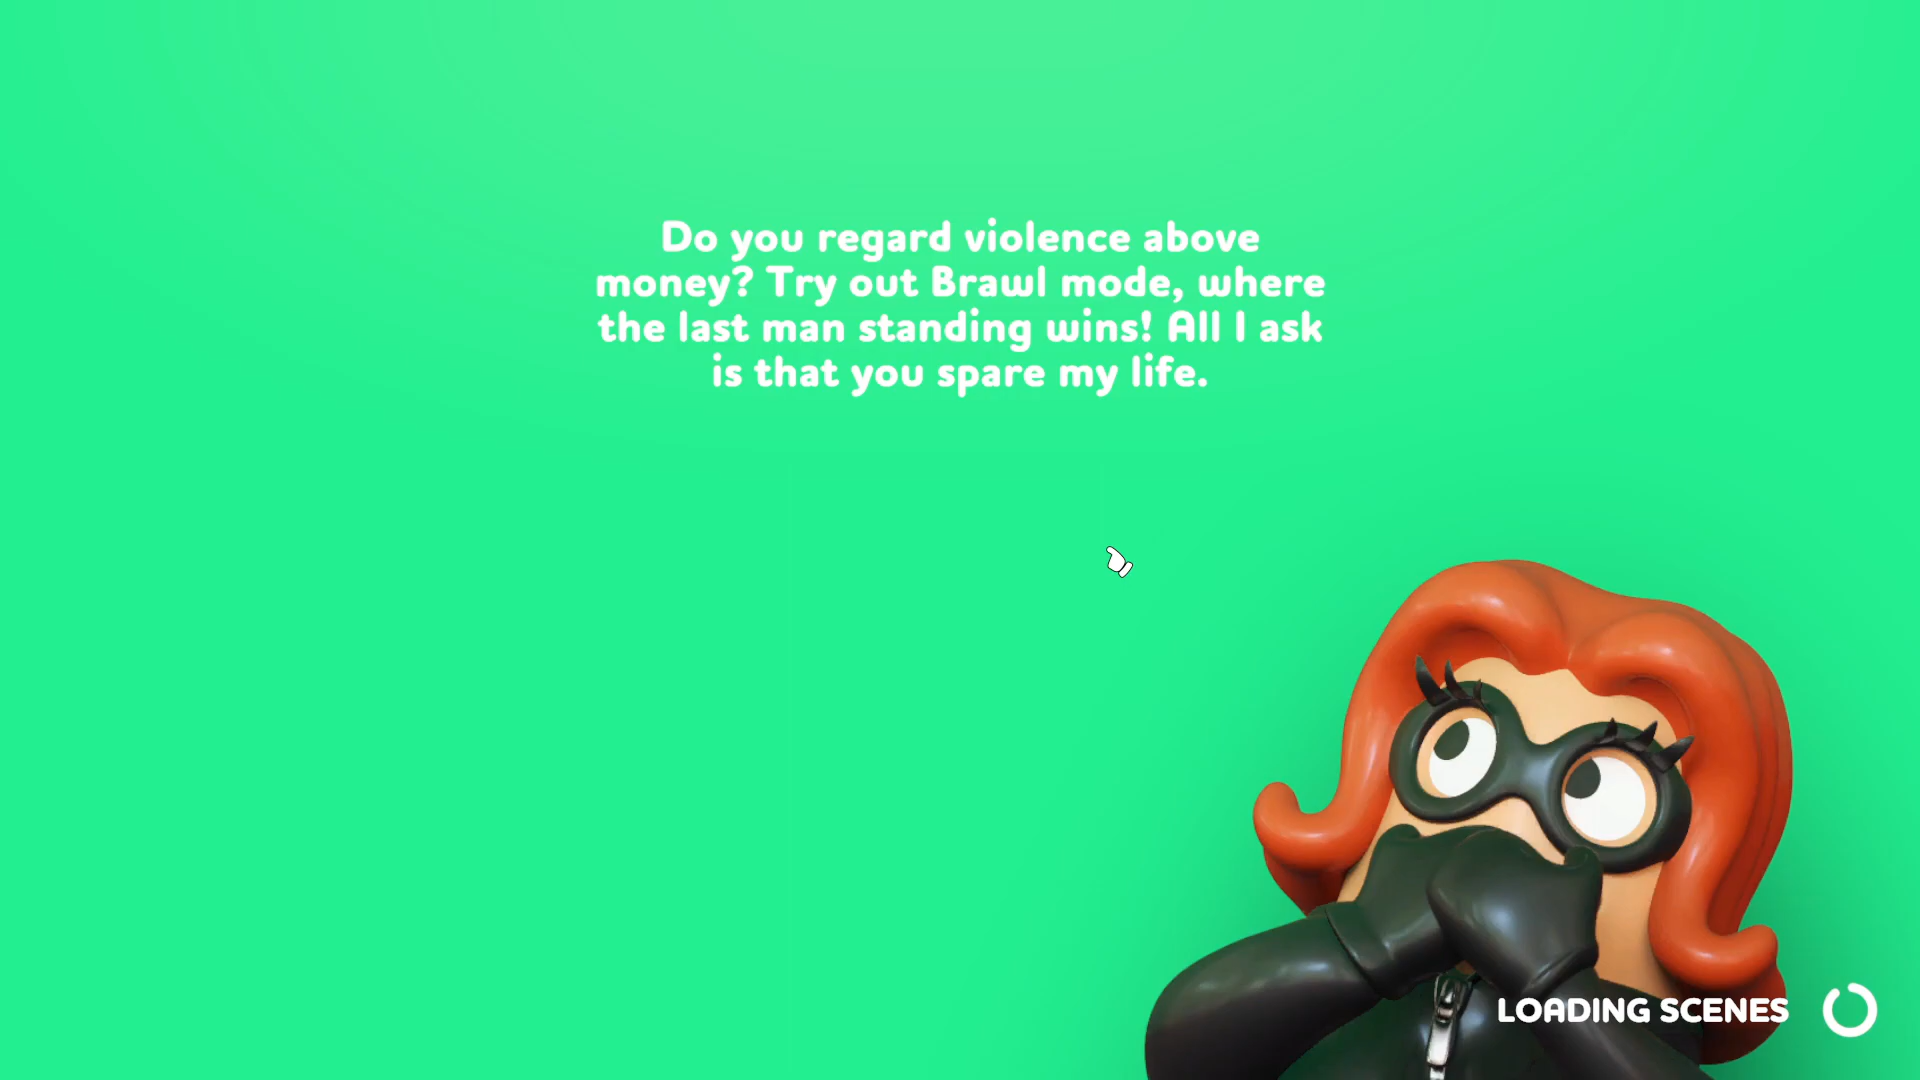 Do you regard violence above
money? Try out Brawl mode, where
the last man standing wins! All I ask
is that you spare my life.
LOADING SCENES